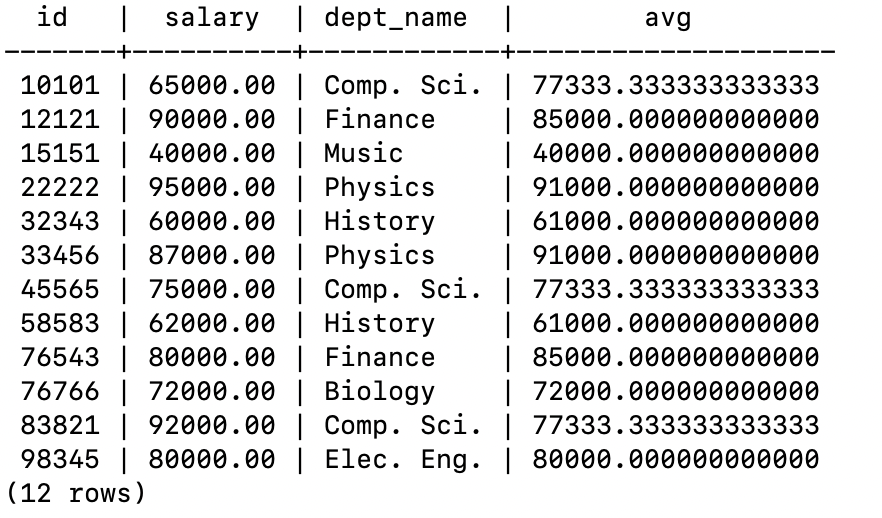 id   |  salary  | dept_name  |        avg
-------+----------+------------+--------------------
 10101 | 65000.00 | Comp. Sci. | 77333.333333333333
 12121 | 90000.00 | Finance    | 85000.000000000000
 15151 | 40000.00 | Music      | 40000.000000000000
 22222 | 95000.00 | Physics    | 91000.000000000000
 32343 | 60000.00 | History    | 61000.000000000000
 33456 | 87000.00 | Physics    | 91000.000000000000
 45565 | 75000.00 | Comp. Sci. | 77333.333333333333
 58583 | 62000.00 | History    | 61000.000000000000
 76543 | 80000.00 | Finance    | 85000.000000000000
 76766 | 72000.00 | Biology    | 72000.000000000000
 83821 | 92000.00 | Comp. Sci. | 77333.333333333333
 98345 | 80000.00 | Elec. Eng. | 80000.000000000000
(12 rows)